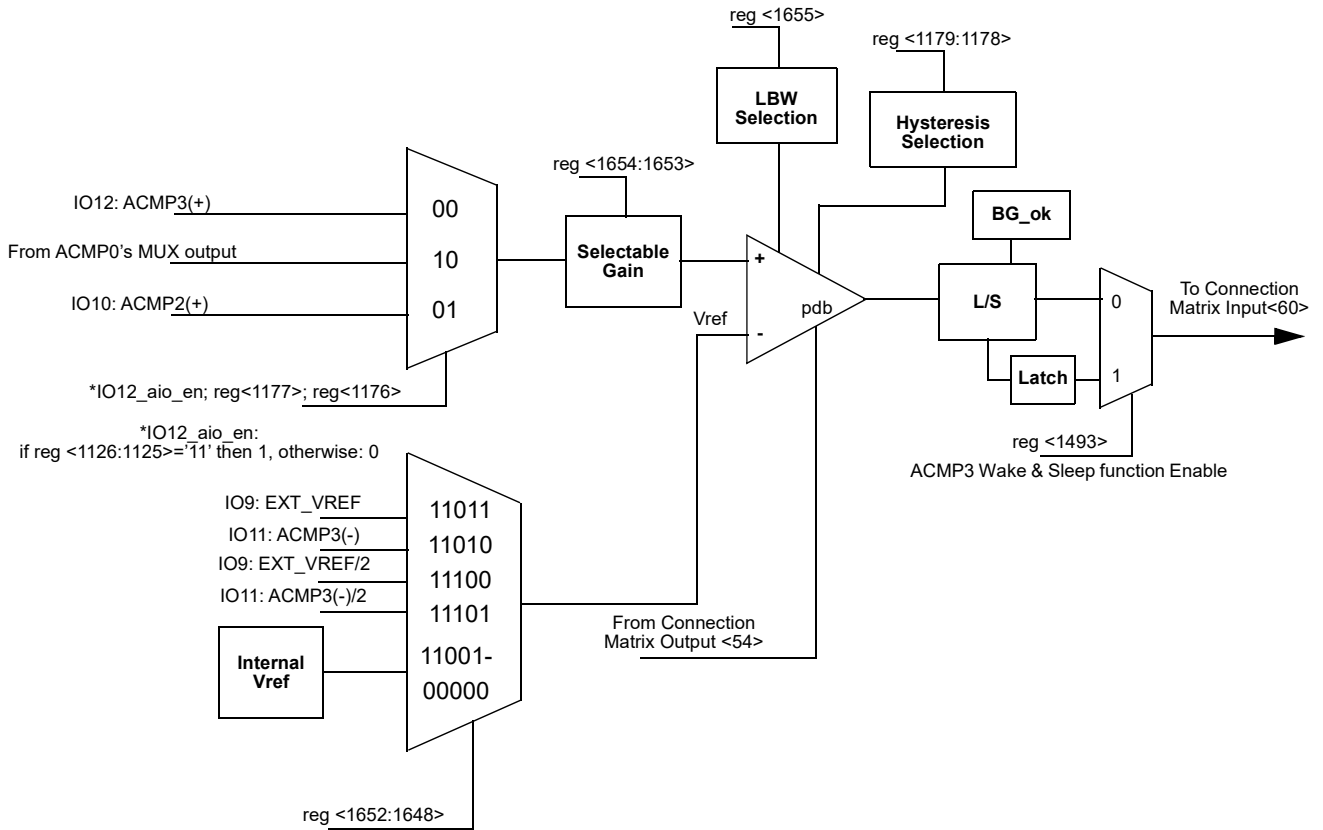 reg <1655>
reg <1179:1178>
LBW
Selection
Hysteresis
Selection
reg <1654:1653>
IO12: ACMP3(+)
00
From ACMP0's MUX output
10
IO10: ACMP2(+)
01
Selectable
Gain
BG_ok
+
Vref
-
pdb
L/S
Latch
0
1
To Connection
Matrix Input<60>
*IO12_aio_en; reg<1177>; reg<1176>
*IO12_aio_en:
if reg <1126:1125>='11' then 1, otherwise: 0
reg <1493>
ACMP3 Wake & Sleep function Enable
IO9: EXT_VREF
11011
IO11: ACMP3(-)
11010
IO9: EXT_VREF/2
11100
IO11: ACMP3(-)/2
11101
Internal
Vref
11001-
00000
From Connection
Matrix Output <54>
reg <1652:1648>